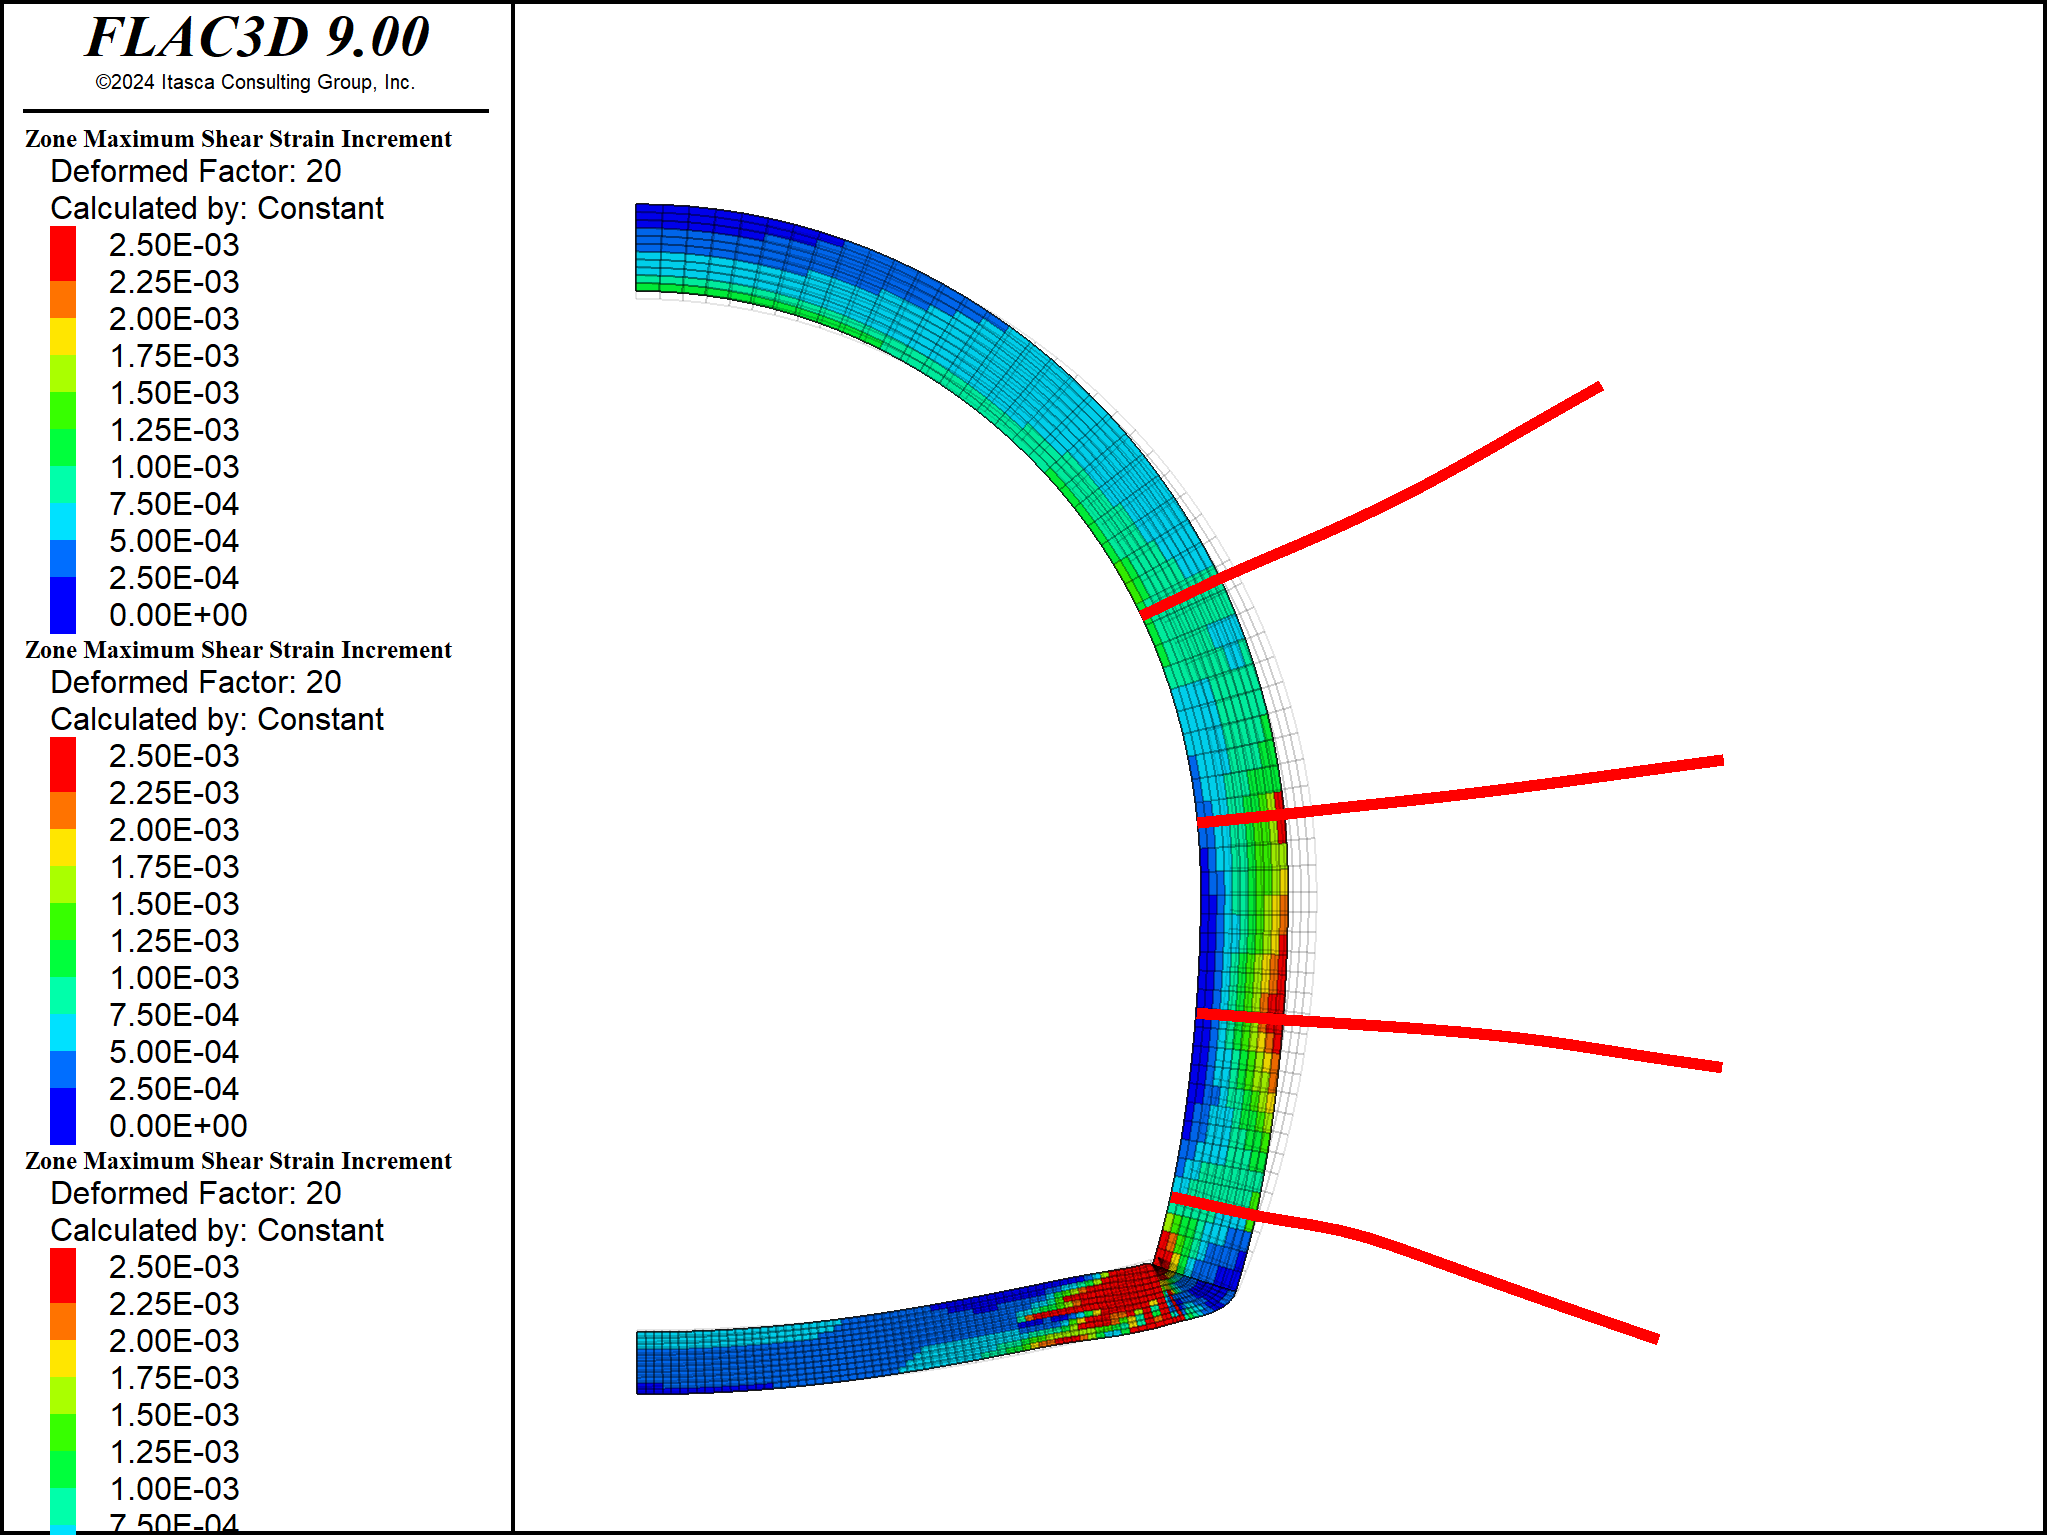 FLAC3D 9.00
©2024 Itasca Consulting Group, Inc.
Zone Maximum Shear Strain Increment
Deformed Factor: 20
Calculated by: Constant
2.50E-03
2.25E-03
2.00E-03
1.75E-03
1.50E-03
1.25E-03
1.00E-03
7.50E-04
5.00E-04
2.50E-04
0.00E+00
Zone Maximum Shear Strain Increment
Deformed Factor: 20
Calculated by: Constant
2.50E-03
2.25E-03
2.00E-03
1.75E-03
1.50E-03
1.25E-03
1.00E-03
7.50E-04
5.00E-04
2.50E-04
0.00E+00
Zone Maximum Shear Strain Increment
Deformed Factor: 20
Calculated by: Constant
2.50E-03
2.25E-03
2.00E-03
1.75E-03
1.50E-03
1.25E-03
1.00E-03
7.50E-04